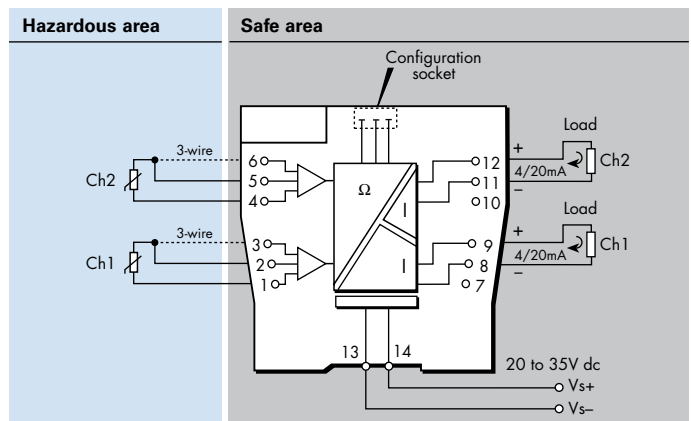 Hazardous area
Safe area
Configuration
socket
Load
3-wire
6
5
4
Ch2
Ω
12
11
10
+
4/20mA
–
Ch2
Load
3-wire
3
2
1
Ch1
I
I
9
8
7
+
4/20mA
–
Ch1
13
14
20 to 35V dc
Vs+
Vs–